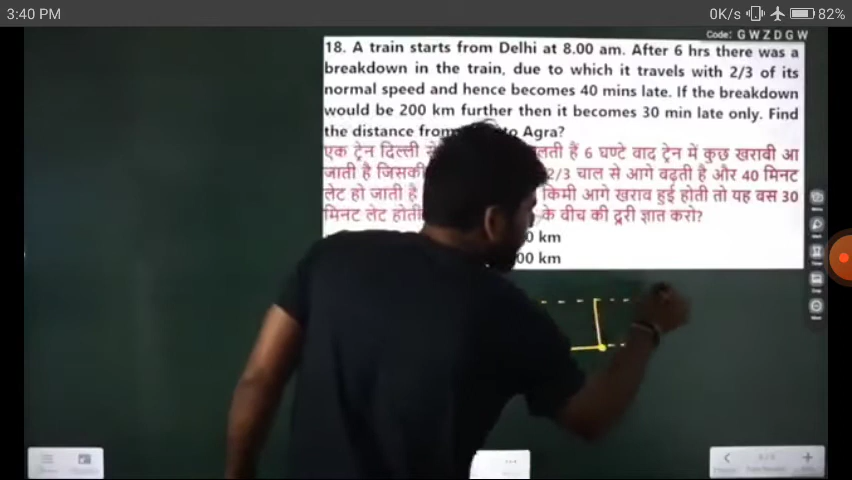 3:40 PM
0K/s
82%
Code: G W Z D G W
18. A train starts from Delhi at 8.00 am. After 6 hrs there was a
breakdown in the train, due to which it travels with 2/3 of its
normal speed and hence becomes 40 mins late. If the breakdown
would be 200 km further then it becomes 30 min late only. Find
the distance from to Agra?
एक ट्रेन दिल्ली हैं 6 घण्टे वाद ट्रेन में कुछ खरावी आ
जाती है जिसकी 2/3 चाल से आगे वढ़ती है और 40 मिनट
लेट हो जाती है किमी आगे खराव हुई होती तो यह वस 30
मिनट लेट होती के वीच की दूरी ज्ञात करो?
km
km